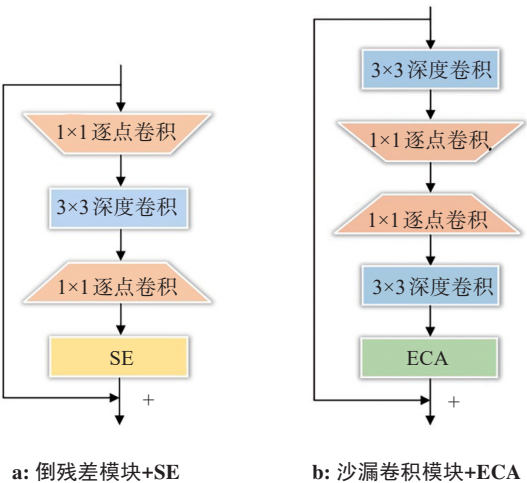 1×1逐点卷积
3×3深度卷积
1×1逐点卷积
SE
+
a: 倒残差模块+SE
3×3深度卷积
1×1逐点卷积
1×1逐点卷积
3×3深度卷积
ECA
+
b: 沙漏卷积模块+ECA